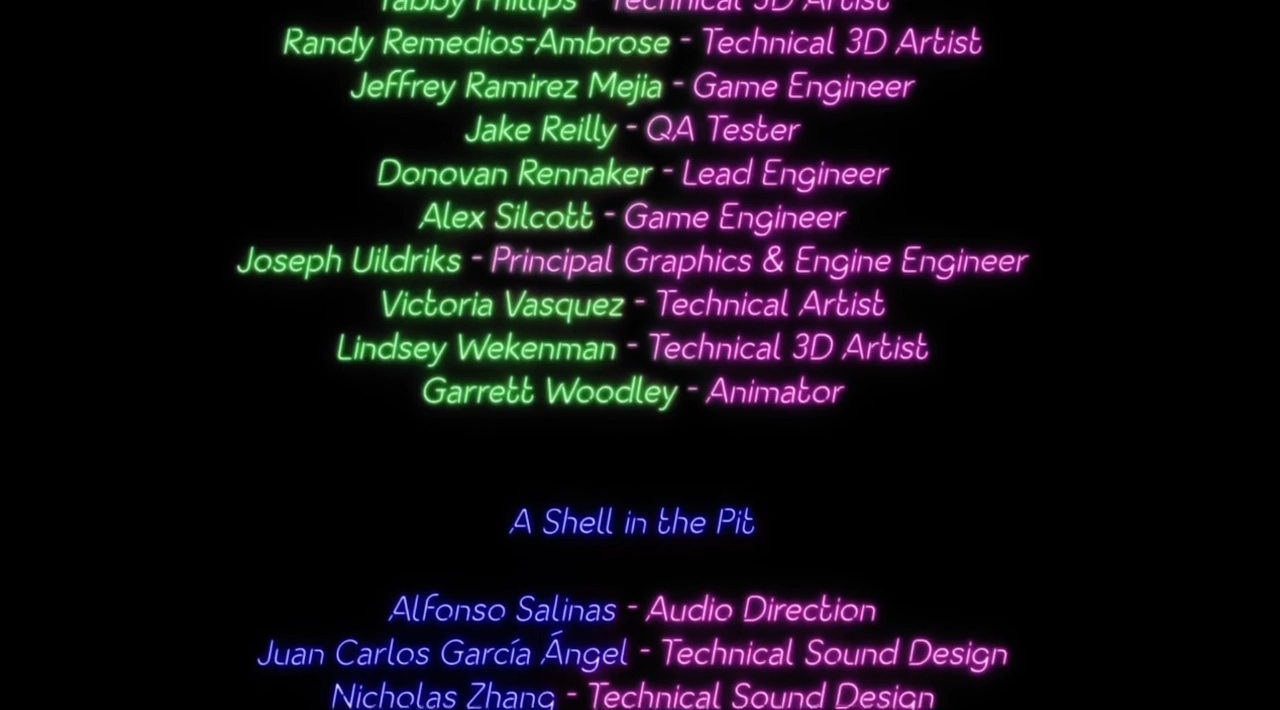 Tabby Phillips - Technical 3D Artist
Randy Remedios-Ambrose - Technical 3D Artist
Jeffrey Ramirez Mejia - Game Engineer
Jake Reilly - QA Tester
Donovan Rennaker - Lead Engineer
Alex Silcott - Game Engineer
Joseph Uildriks - Principal Graphics & Engine Engineer
Victoria Vasquez - Technical Artist
Lindsey Wekenman - Technical 3D Artist
Garrett Woodley - Animator
A Shell in the Pit
Alfonso Salinas - Audio Direction
Juan Carlos García Ángel - Technical Sound Design
Nicholas Zhang - Technical Sound Design